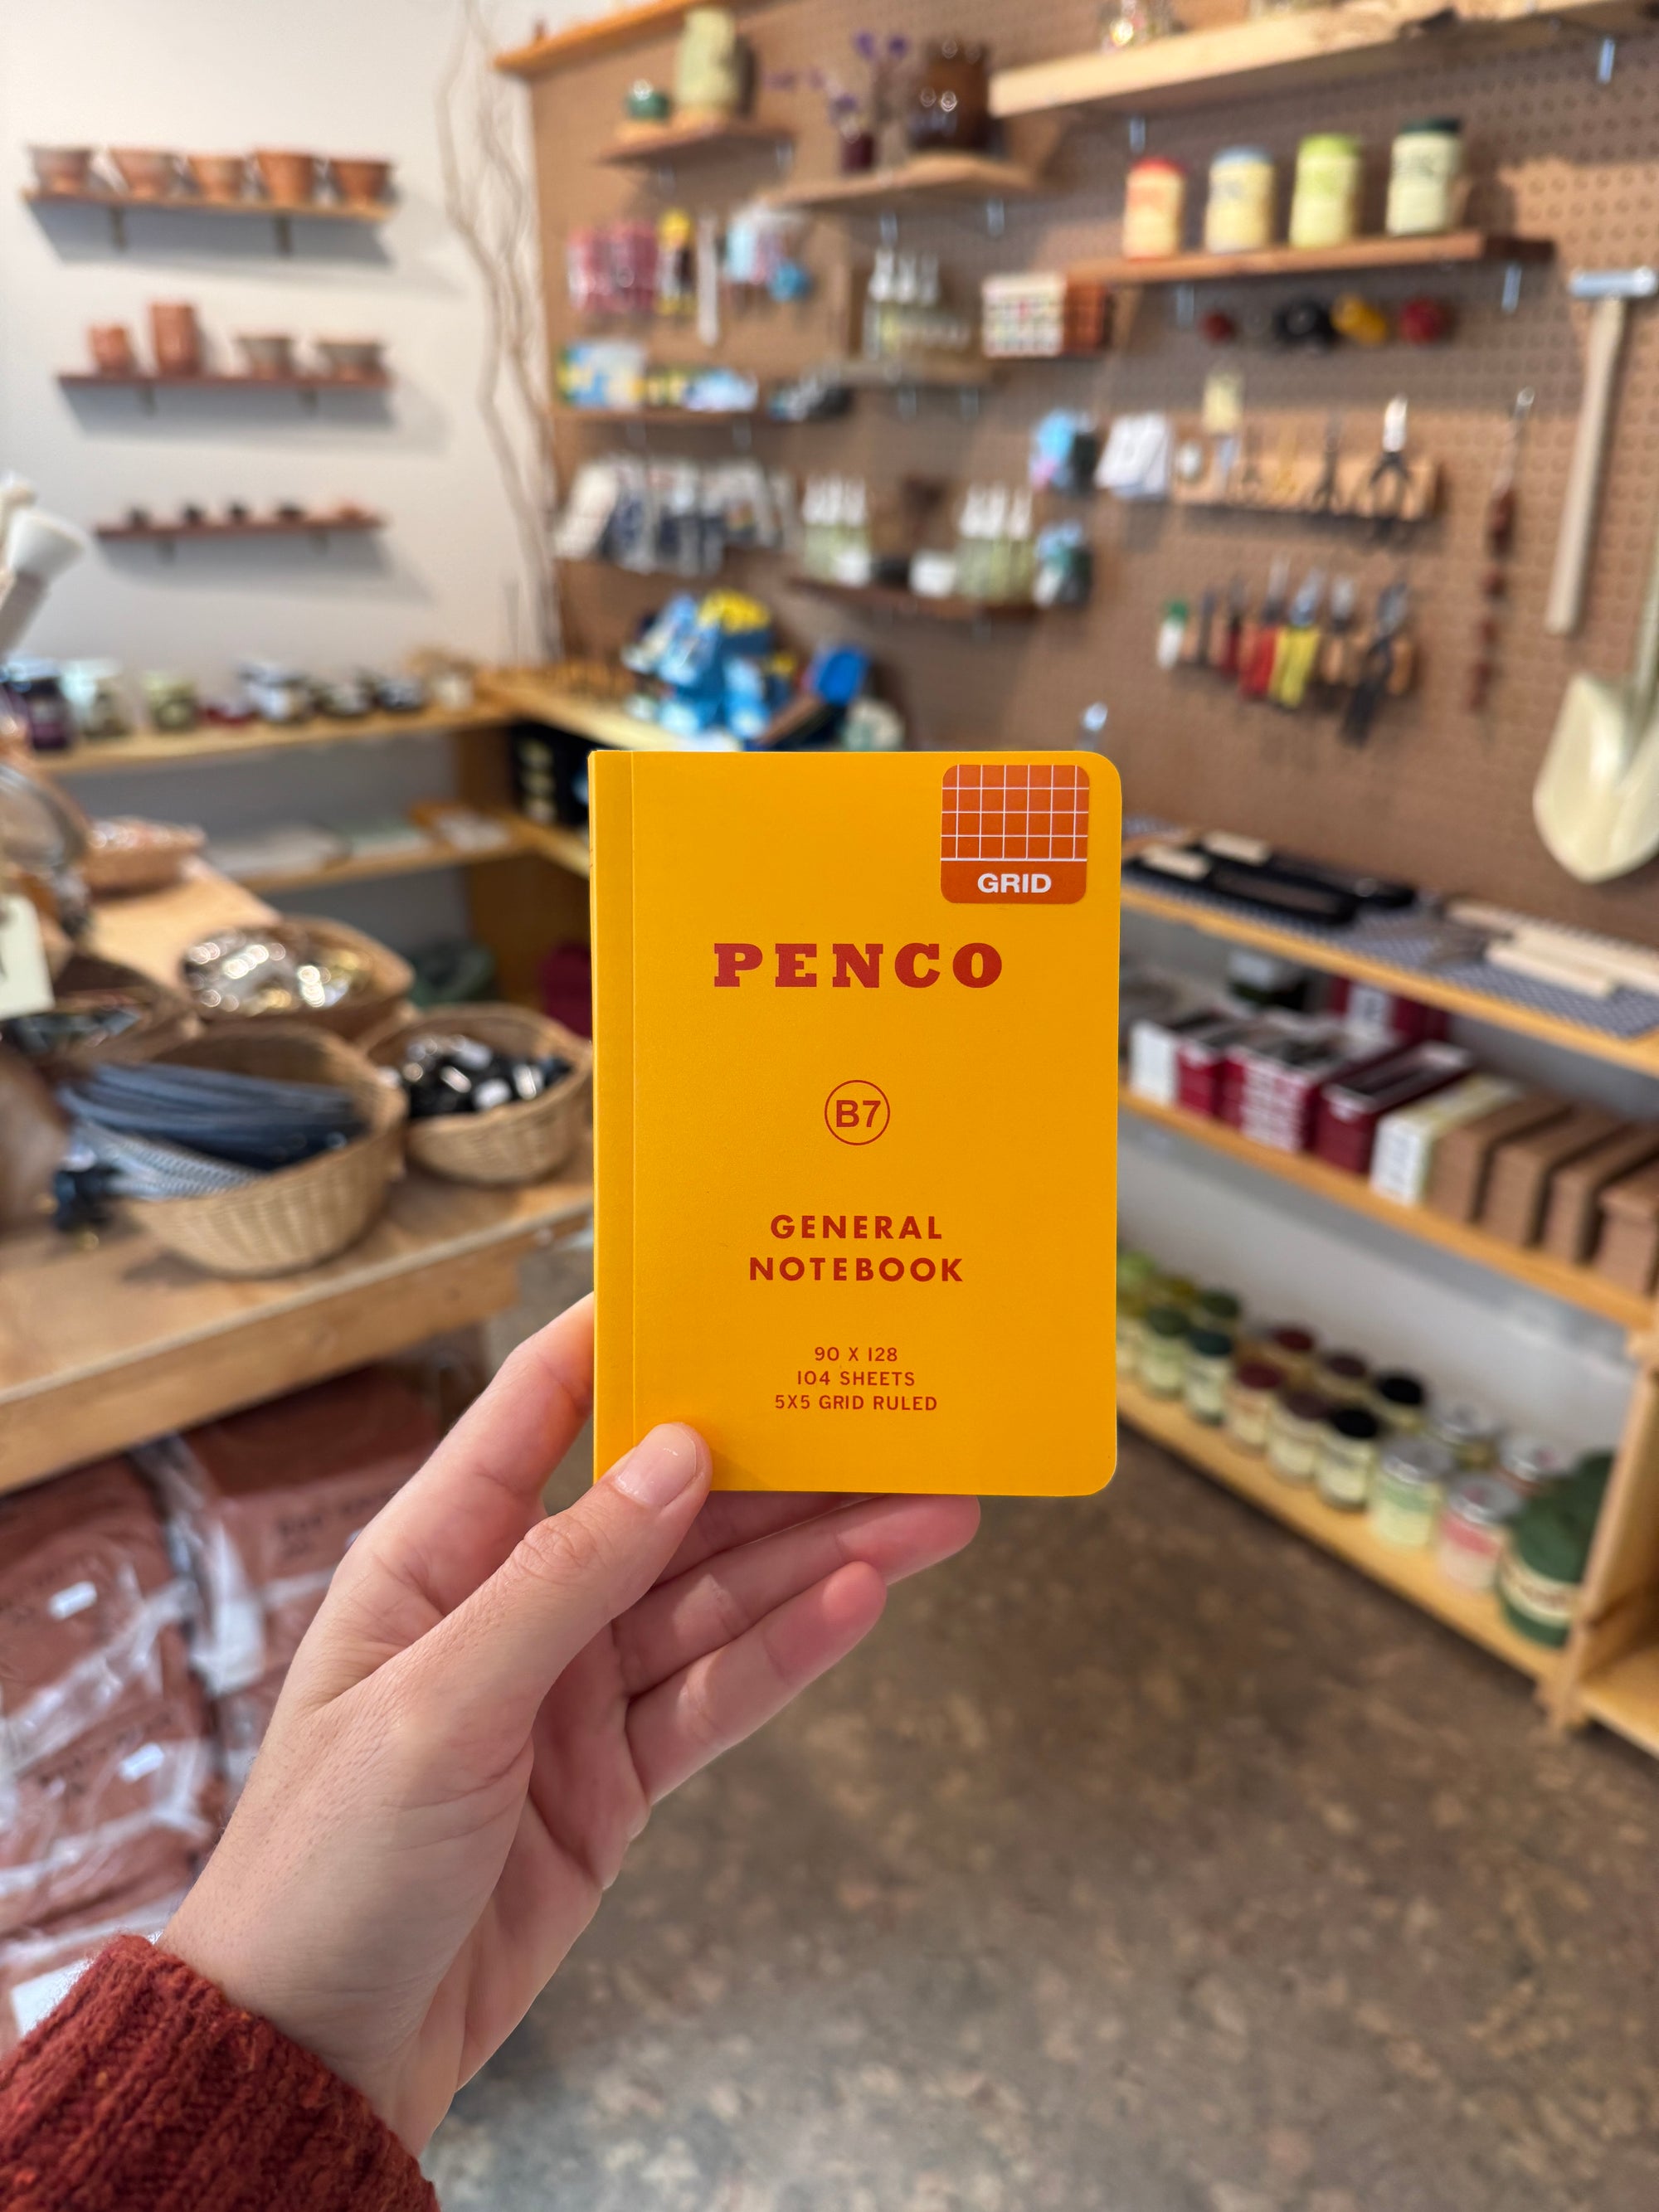 GRID
PENCO
B7
GENERAL
NOTEBOOK
90 X 128
104 SHEETS
5X5 GRID RULED